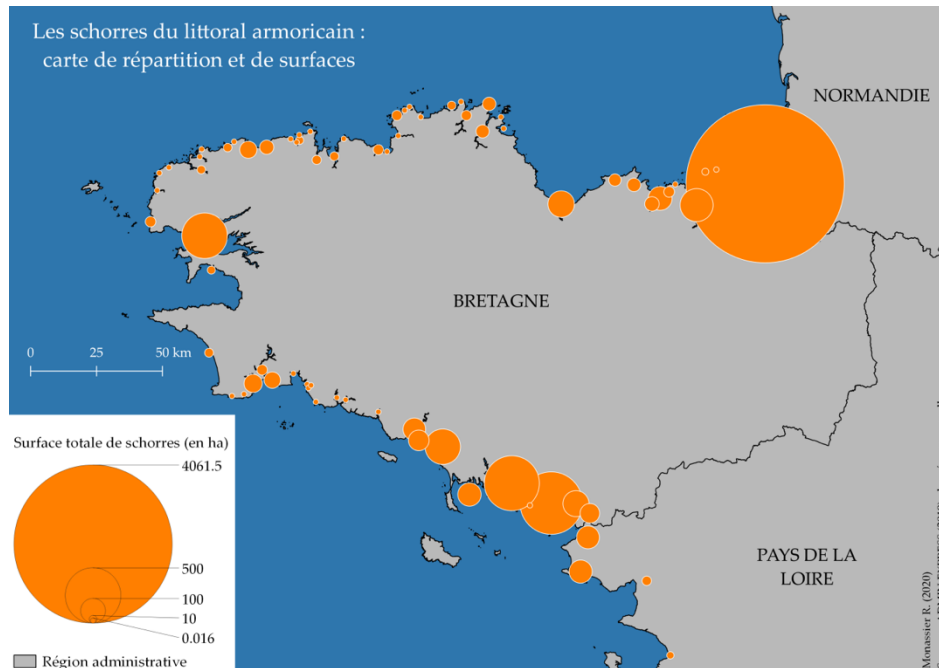 Les schorres du littoral armoricain :
carte de répartition et de surfaces
NORMANDIE
BRETAGNE
0 25 50 km
PAYS DE LA
LOIRE
Surface totale de schorres (en ha)
4061.5
500
100
10
0.016
Région administrative
Monassier R. (2020)